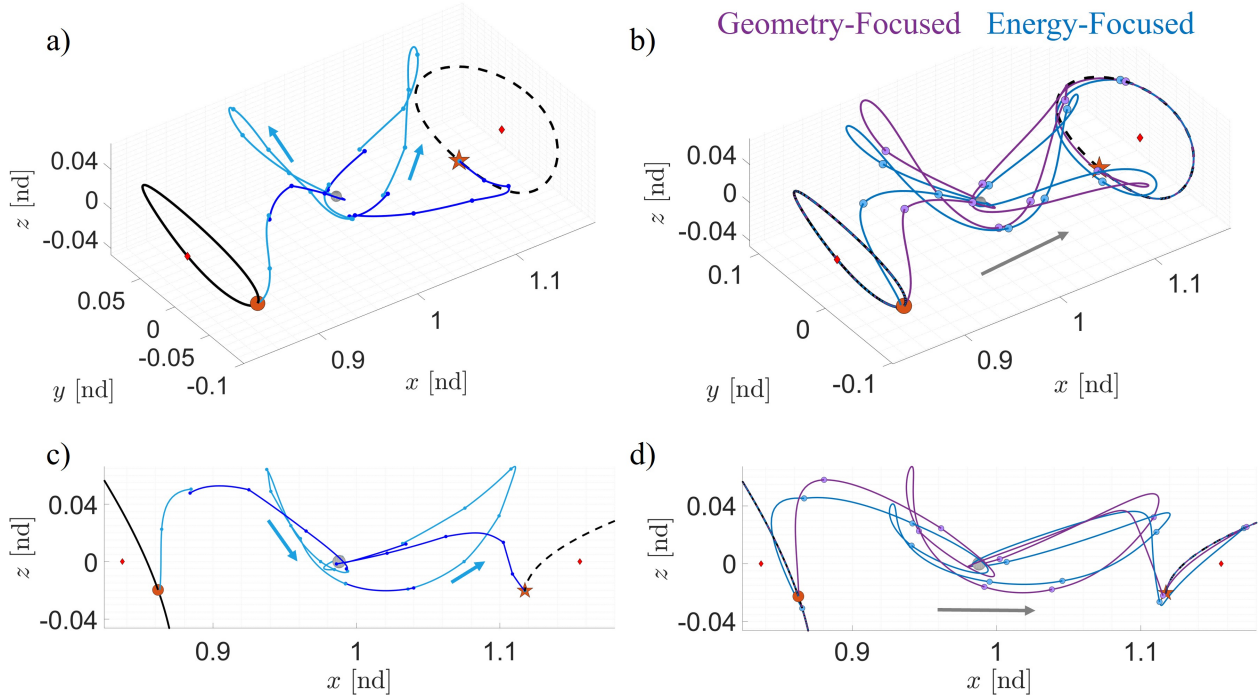 a)
0.04
0
-0.04
z [nd]
0.05
0
-0.05
-0.1
y [nd]
0.9
1
1.1
x [nd]
Geometry-Focused Energy-Focused
b)
0.04
0
-0.04
z [nd]
0.1
0
-0.1
y [nd]
0.9
1
1.1
x [nd]
c)
0.04
0
-0.04
z [nd]
0.9
1
1.1
x [nd]
d)
0.04
0
-0.04
z [nd]
0.9
1
1.1
x [nd]